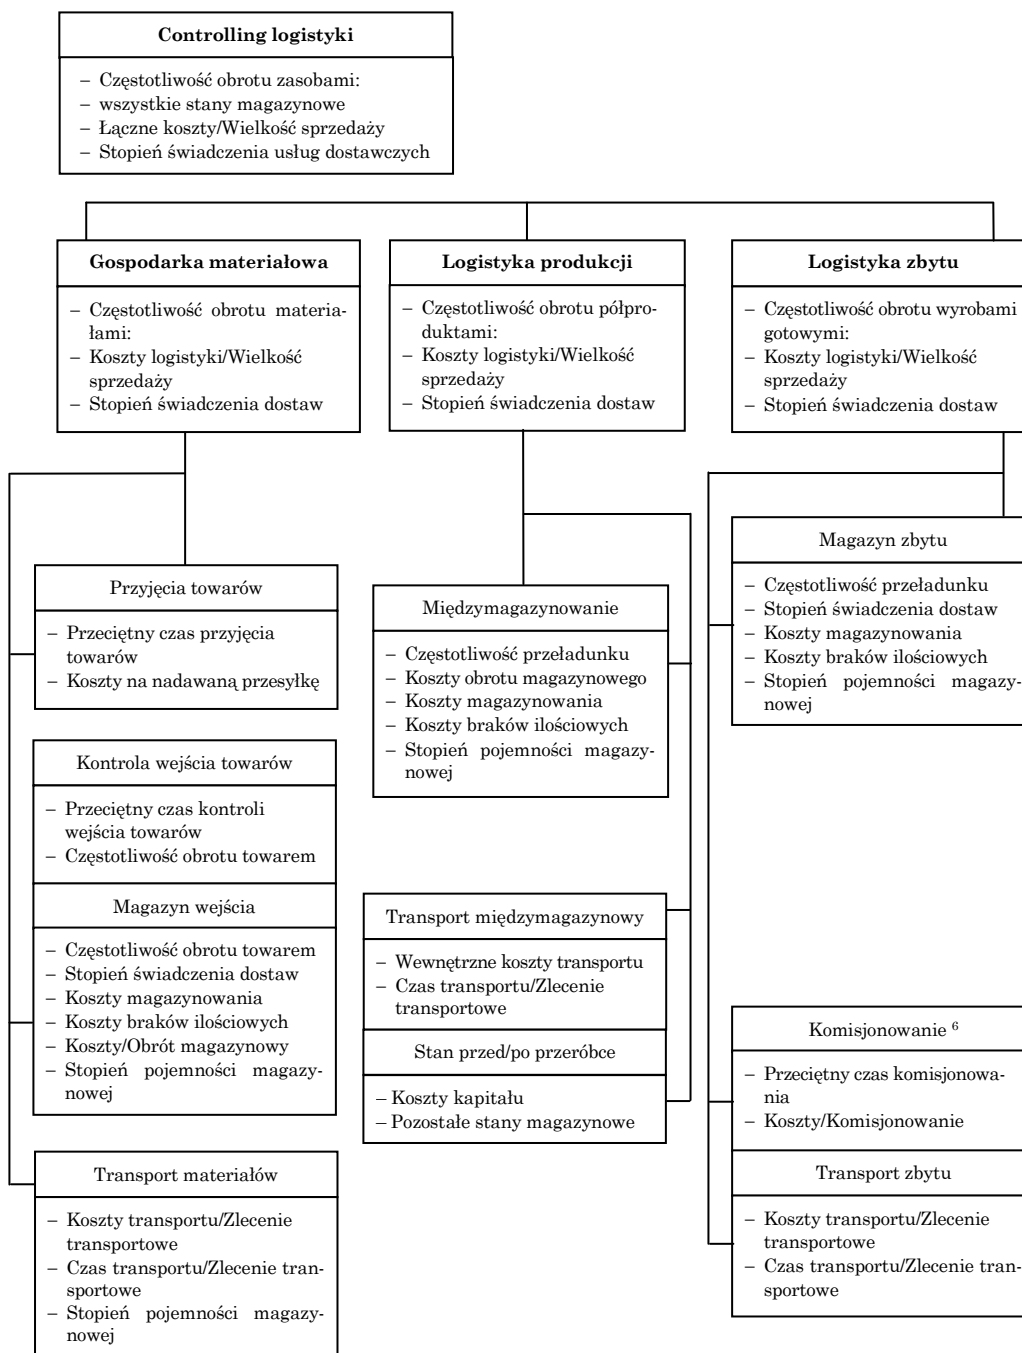 Controlling logistyki
– Częstotliwość obrotu zasobami:
– wszystkie stany magazynowe
– Łączne koszty/Wielkość sprzedaży
– Stopień świadczenia usług dostawczych
Gospodarka materiałowa
– Częstotliwość obrotu materia-
łami:
– Koszty logistyki/Wielkość
sprzedaży
– Stopień świadczenia dostaw
Logistyka produkcji
– Częstotliwość obrotu półpro-
duktami:
– Koszty logistyki/Wielkość
sprzedaży
– Stopień świadczenia dostaw
Logistyka zbytu
– Częstotliwość obrotu wyrobami
gotowymi:
– Koszty logistyki/Wielkość
sprzedaży
– Stopień świadczenia dostaw
Przyjęcia towarów
– Przeciętny czas przyjęcia
towarów
– Koszty na nadawaną przesyłkę
Kontrola wejścia towarów
– Przeciętny czas kontroli
wejścia towarów
– Częstotliwość obrotu towarem
Magazyn wejścia
– Częstotliwość obrotu towarem
– Stopień świadczenia dostaw
– Koszty magazynowania
– Koszty braków ilościowych
– Koszty/Obrót magazynowy
– Stopień pojemności magazy-
nowej
Transport materiałów
– Koszty transportu/Zlecenie
transportowe
– Czas transportu/Zlecenie tran-
sportowe
– Stopień pojemności magazy-
nowej
Międzymagazynowanie
– Częstotliwość przeładunku
– Koszty obrotu magazynowego
– Koszty magazynowania
– Koszty braków ilościowych
– Stopień pojemności magazy-
nowej
Transport międzymagazynowy
– Wewnętrzne koszty transportu
– Czas transportu/Zlecenie
transportowe
Stan przed/po przeróbce
– Koszty kapitału
– Pozostałe stany magazynowe
Magazyn zbytu
– Częstotliwość przeładunku
– Stopień świadczenia dostaw
– Koszty magazynowania
– Koszty braków ilościowych
– Stopień pojemności magazy-
nowej
Komisjonowanie ⁶
– Przeciętny czas komisjonowa-
nia
– Koszty/Komisjonowanie
Transport zbytu
– Koszty transportu/Zlecenie
transportowe
– Czas transportu/Zlecenie tran-
sportowe